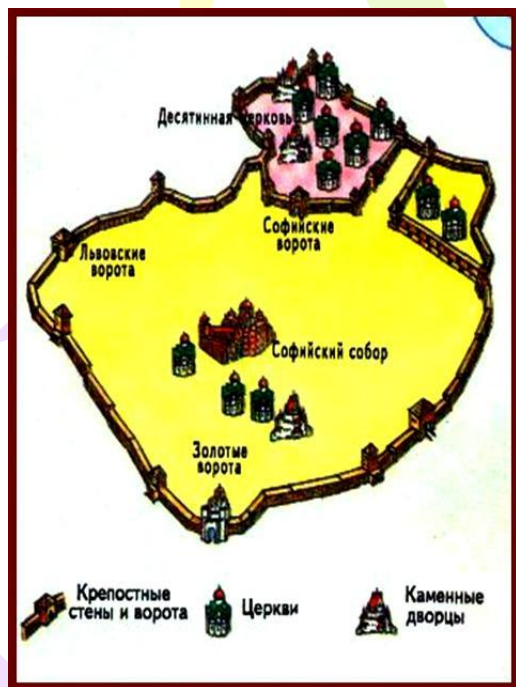 Десятинная церковь
Софийские
ворота
Львовские
ворота
Софийский собор
Золотые
ворота
Крепостные
стены и ворота
Церкви
Каменные
дворцы